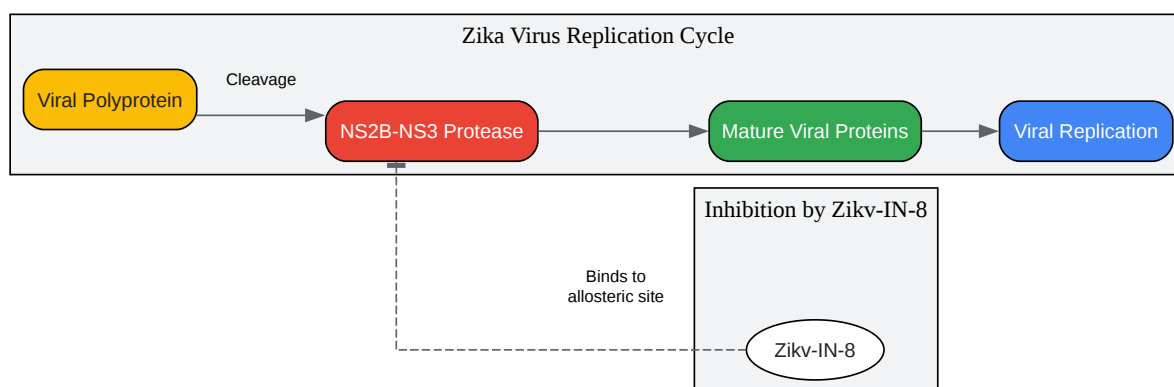 Zika Virus Replication Cycle
Cleavage
Viral Polyprotein
NS2B-NS3 Protease
Mature Viral Proteins
Viral Replication
Inhibition by Zikv-IN-8
Binds to
allosteric site
Zikv-IN-8